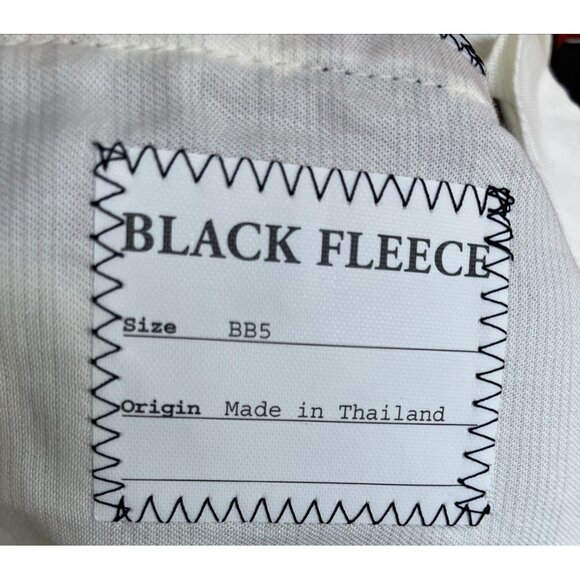 BLACK FLEECE
Size BB5
Origin Made in Thailand